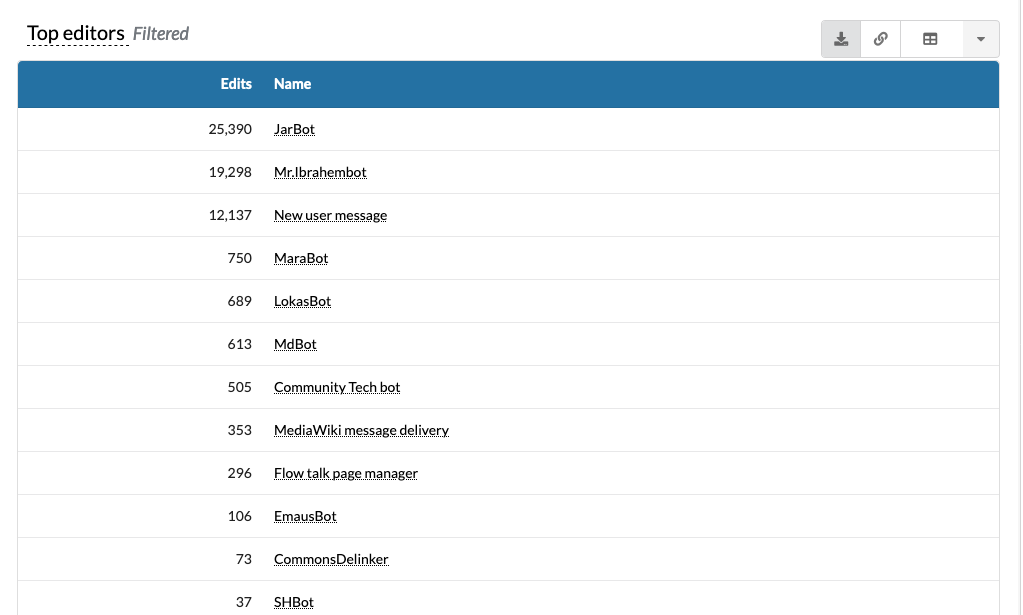 Top editors Filtered
Edits Name
25,390 JarBot
19,298 Mr.Ibrahembot
12,137 New user message
750 MaraBot
689 LokasBot
613 MdBot
505 Community Tech bot
353 MediaWiki message delivery
296 Flow talk page manager
106 EmausBot
73 CommonsDelinker
37 SHBot